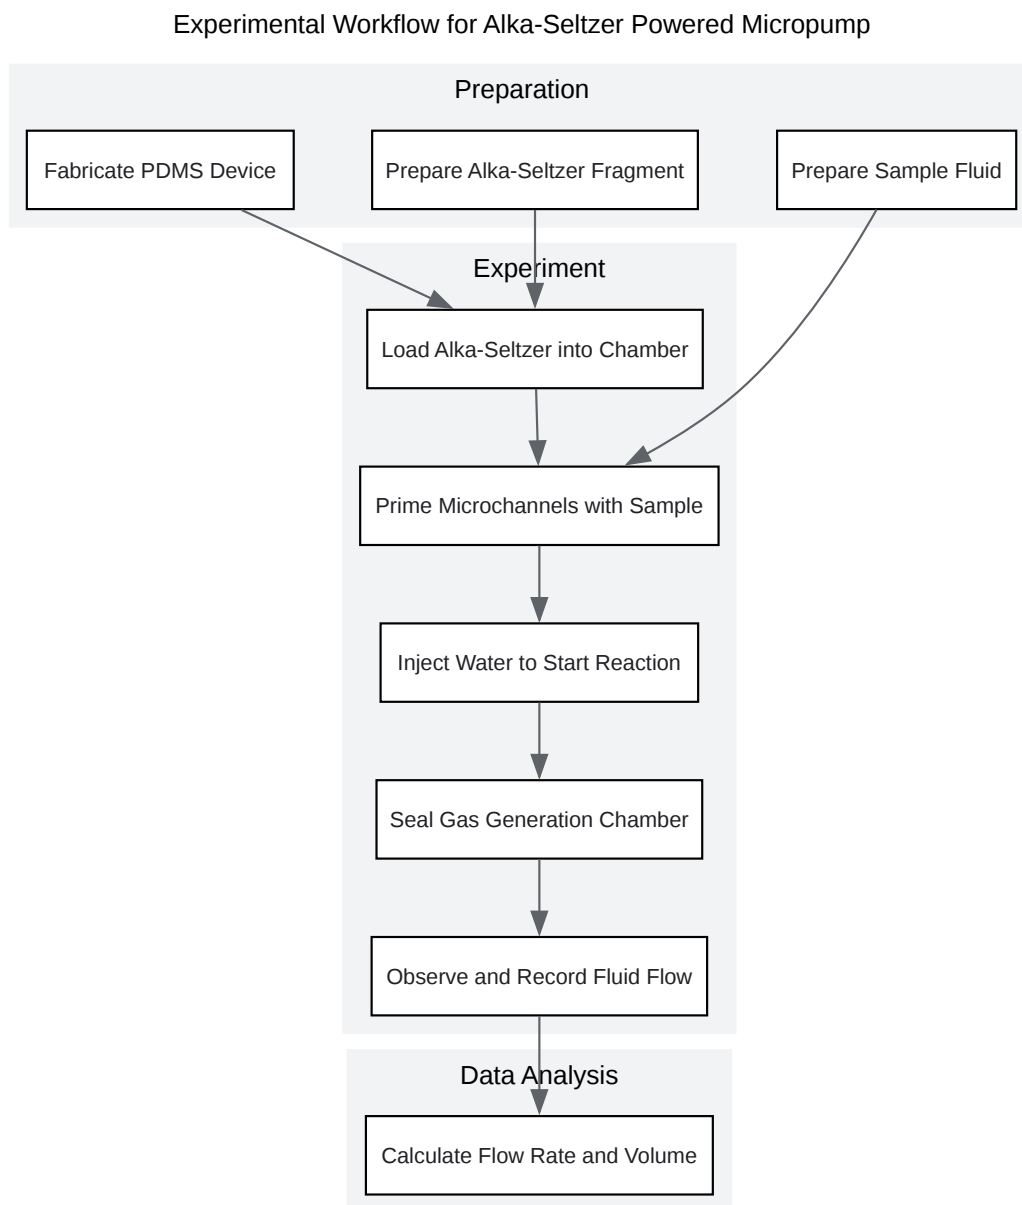 Experimental Workflow for Alka-Seltzer Powered Micropump
Preparation
Fabricate PDMS Device
Prepare Alka-Seltzer Fragment
Prepare Sample Fluid
Experiment
Load Alka-Seltzer into Chamber
Prime Microchannels with Sample
Inject Water to Start Reaction
Seal Gas Generation Chamber
Observe and Record Fluid Flow
Data Analysis
Calculate Flow Rate and Volume